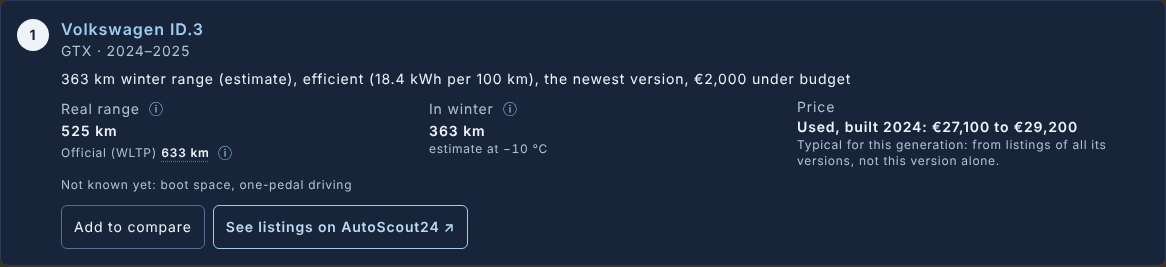 1
Volkswagen ID.3
GTX · 2024–2025
363 km winter range (estimate), efficient (18.4 kWh per 100 km), the newest version, €2,000 under budget
Real range ⓘ
525 km
Official (WLTP) 633 km ⓘ
In winter ⓘ
363 km
estimate at −10 °C
Price
Used, built 2024: €27,100 to €29,200
Typical for this generation: from listings of all its
versions, not this version alone.
Not known yet: boot space, one-pedal driving
Add to compare
See listings on AutoScout24 ↗